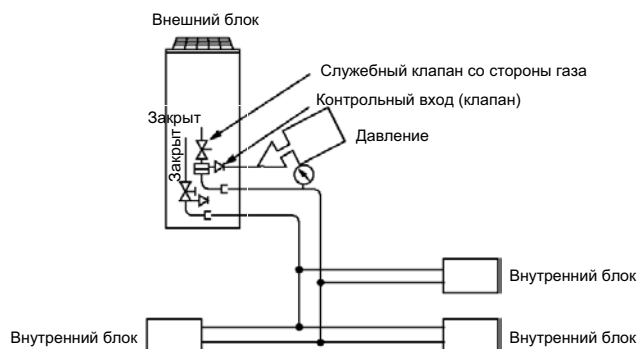 Внешний блок
Служебный клапан со стороны газа
Контрольный вход (клапан)
Закрыт
Давление
Закрыт
Внутренний блок
Внутренний блок
Внутренний блок